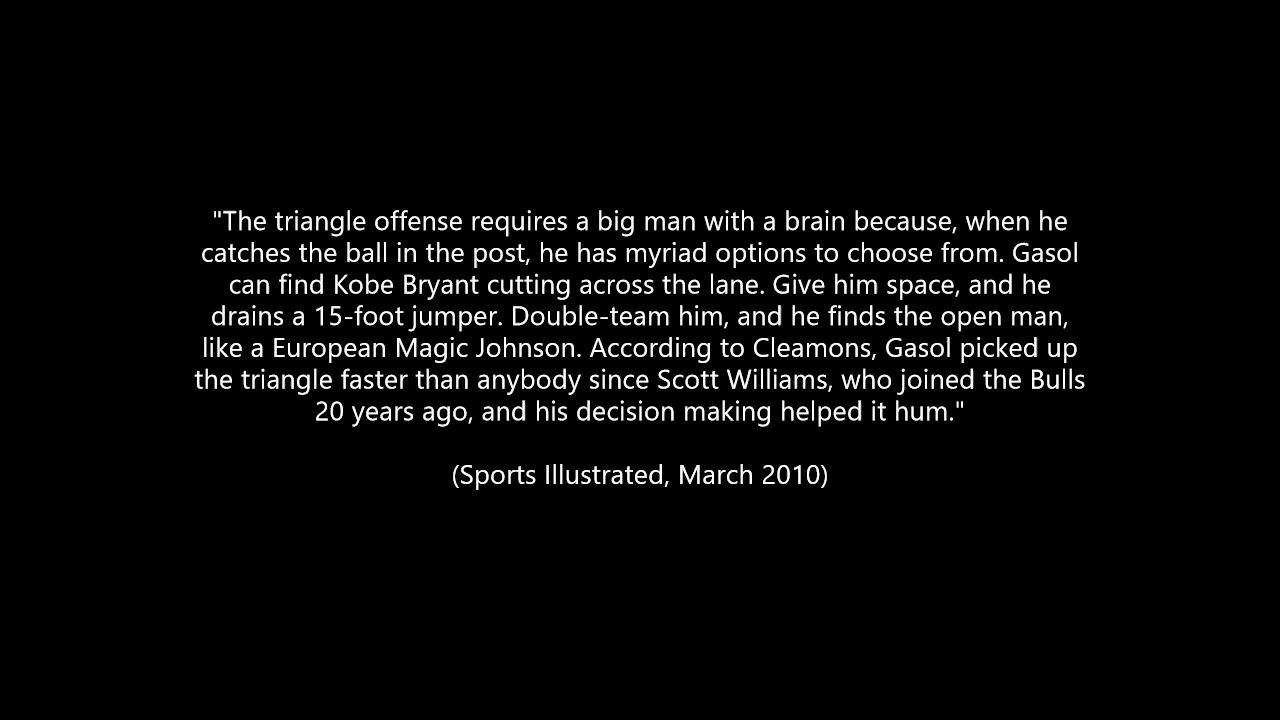 "The triangle offense requires a big man with a brain because, when he
catches the ball in the post, he has myriad options to choose from. Gasol
can find Kobe Bryant cutting across the lane. Give him space, and he
drains a 15-foot jumper. Double-team him, and he finds the open man,
like a European Magic Johnson. According to Cleamons, Gasol picked up
the triangle faster than anybody since Scott Williams, who joined the Bulls
20 years ago, and his decision making helped it hum."
(Sports Illustrated, March 2010)